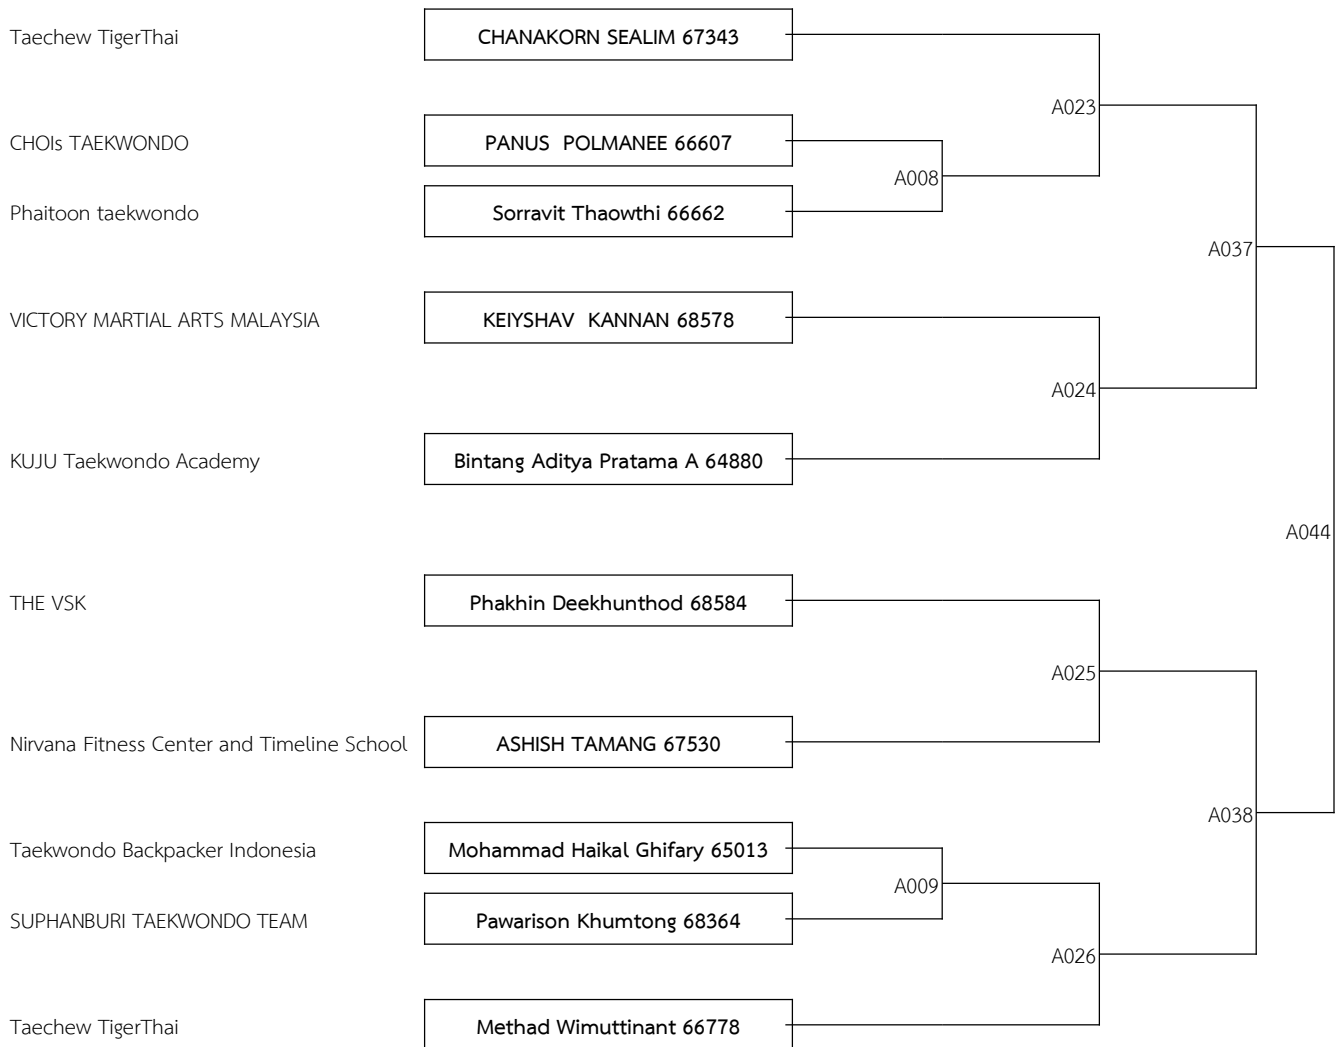 Taechew TigerThai
CHANAKORN SEALIM 67343
A023
CHOIs TAEKWONDO
PANUS  POLMANEE 66607
A008
Phaitoon taekwondo
Sorravit Thaowthi 66662
A037
VICTORY MARTIAL ARTS MALAYSIA
KEIYSHAV  KANNAN 68578
A024
KUJU Taekwondo Academy
Bintang Aditya Pratama A 64880
A044
THE VSK
Phakhin Deekhunthod 68584
A025
Nirvana Fitness Center and Timeline School
ASHISH TAMANG 67530
A038
Taekwondo Backpacker Indonesia
Mohammad Haikal Ghifary 65013
A009
SUPHANBURI TAEKWONDO TEAM
Pawarison Khumtong 68364
A026
Taechew TigerThai
Methad Wimuttinant 66778